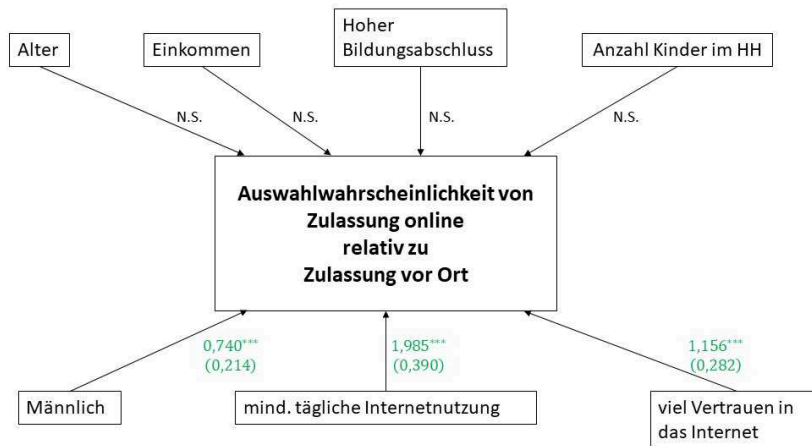 Alter
Einkommen
Hoher
Bildungsabschluss
Anzahl Kinder im HH
N.S.
N.S.
N.S.
N.S.
Auswahlwahrscheinlichkeit von
Zulassung online
relativ zu
Zulassung vor Ort
0,740***
(0,214)
1,985***
(0,390)
1,156***
(0,282)
Männlich
mind. tägliche Internetnutzung
viel Vertrauen in
das Internet